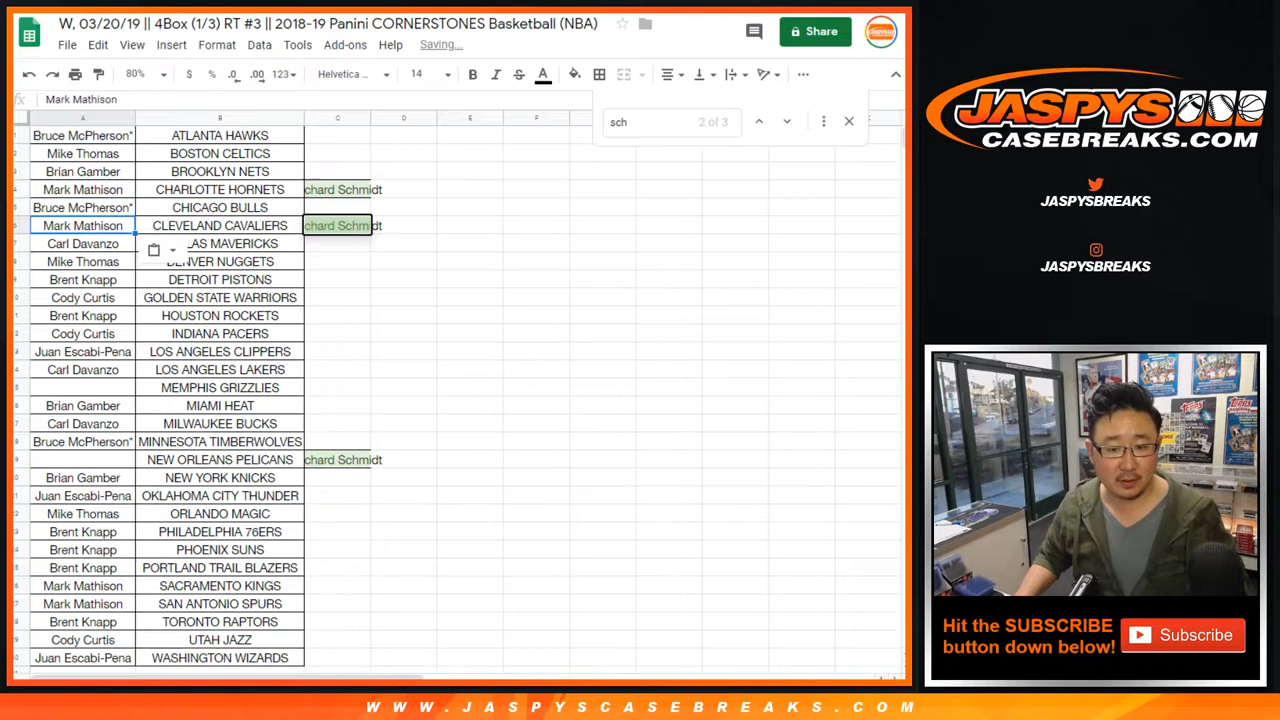 W, 03/20/19 || 4Box (1/3) RT #3 || 2018-19 Panini CORNERSTONES Basketball (NBA)
File Edit View Insert Format Data Tools Add-ons Help Saving...
Share
80% $ % .0 .00 123 Helvetica ... 14 B I S A
fx Mark Mathison
sch 2 of 3
A B C D E F
Bruce McPherson* ATLANTA HAWKS
Mike Thomas BOSTON CELTICS
Brian Gamber BROOKLYN NETS
Mark Mathison CHARLOTTE HORNETS chard Schmidt
Bruce McPherson* CHICAGO BULLS
Mark Mathison CLEVELAND CAVALIERS chard Schmidt
Carl Davanzo LAS MAVERICKS
Mike Thomas DENVER NUGGETS
Brent Knapp DETROIT PISTONS
Cody Curtis GOLDEN STATE WARRIORS
Brent Knapp HOUSTON ROCKETS
Cody Curtis INDIANA PACERS
Juan Escabi-Pena LOS ANGELES CLIPPERS
Carl Davanzo LOS ANGELES LAKERS
MEMPHIS GRIZZLIES
Brian Gamber MIAMI HEAT
Carl Davanzo MILWAUKEE BUCKS
Bruce McPherson* MINNESOTA TIMBERWOLVES
NEW ORLEANS PELICANS chard Schmidt
Brian Gamber NEW YORK KNICKS
Juan Escabi-Pena OKLAHOMA CITY THUNDER
Mike Thomas ORLANDO MAGIC
Brent Knapp PHILADELPHIA 76ERS
Brent Knapp PHOENIX SUNS
Brent Knapp PORTLAND TRAIL BLAZERS
Mark Mathison SACRAMENTO KINGS
Mark Mathison SAN ANTONIO SPURS
Brent Knapp TORONTO RAPTORS
Cody Curtis UTAH JAZZ
Juan Escabi-Pena WASHINGTON WIZARDS
JASPYS
CASEBREAKS.COM
JASPYSBREAKS
JASPYSBREAKS
TOPPS
Hit the SUBSCRIBE
button down below!
Subscribe
WWW.JASPYSCASEBREAKS.COM